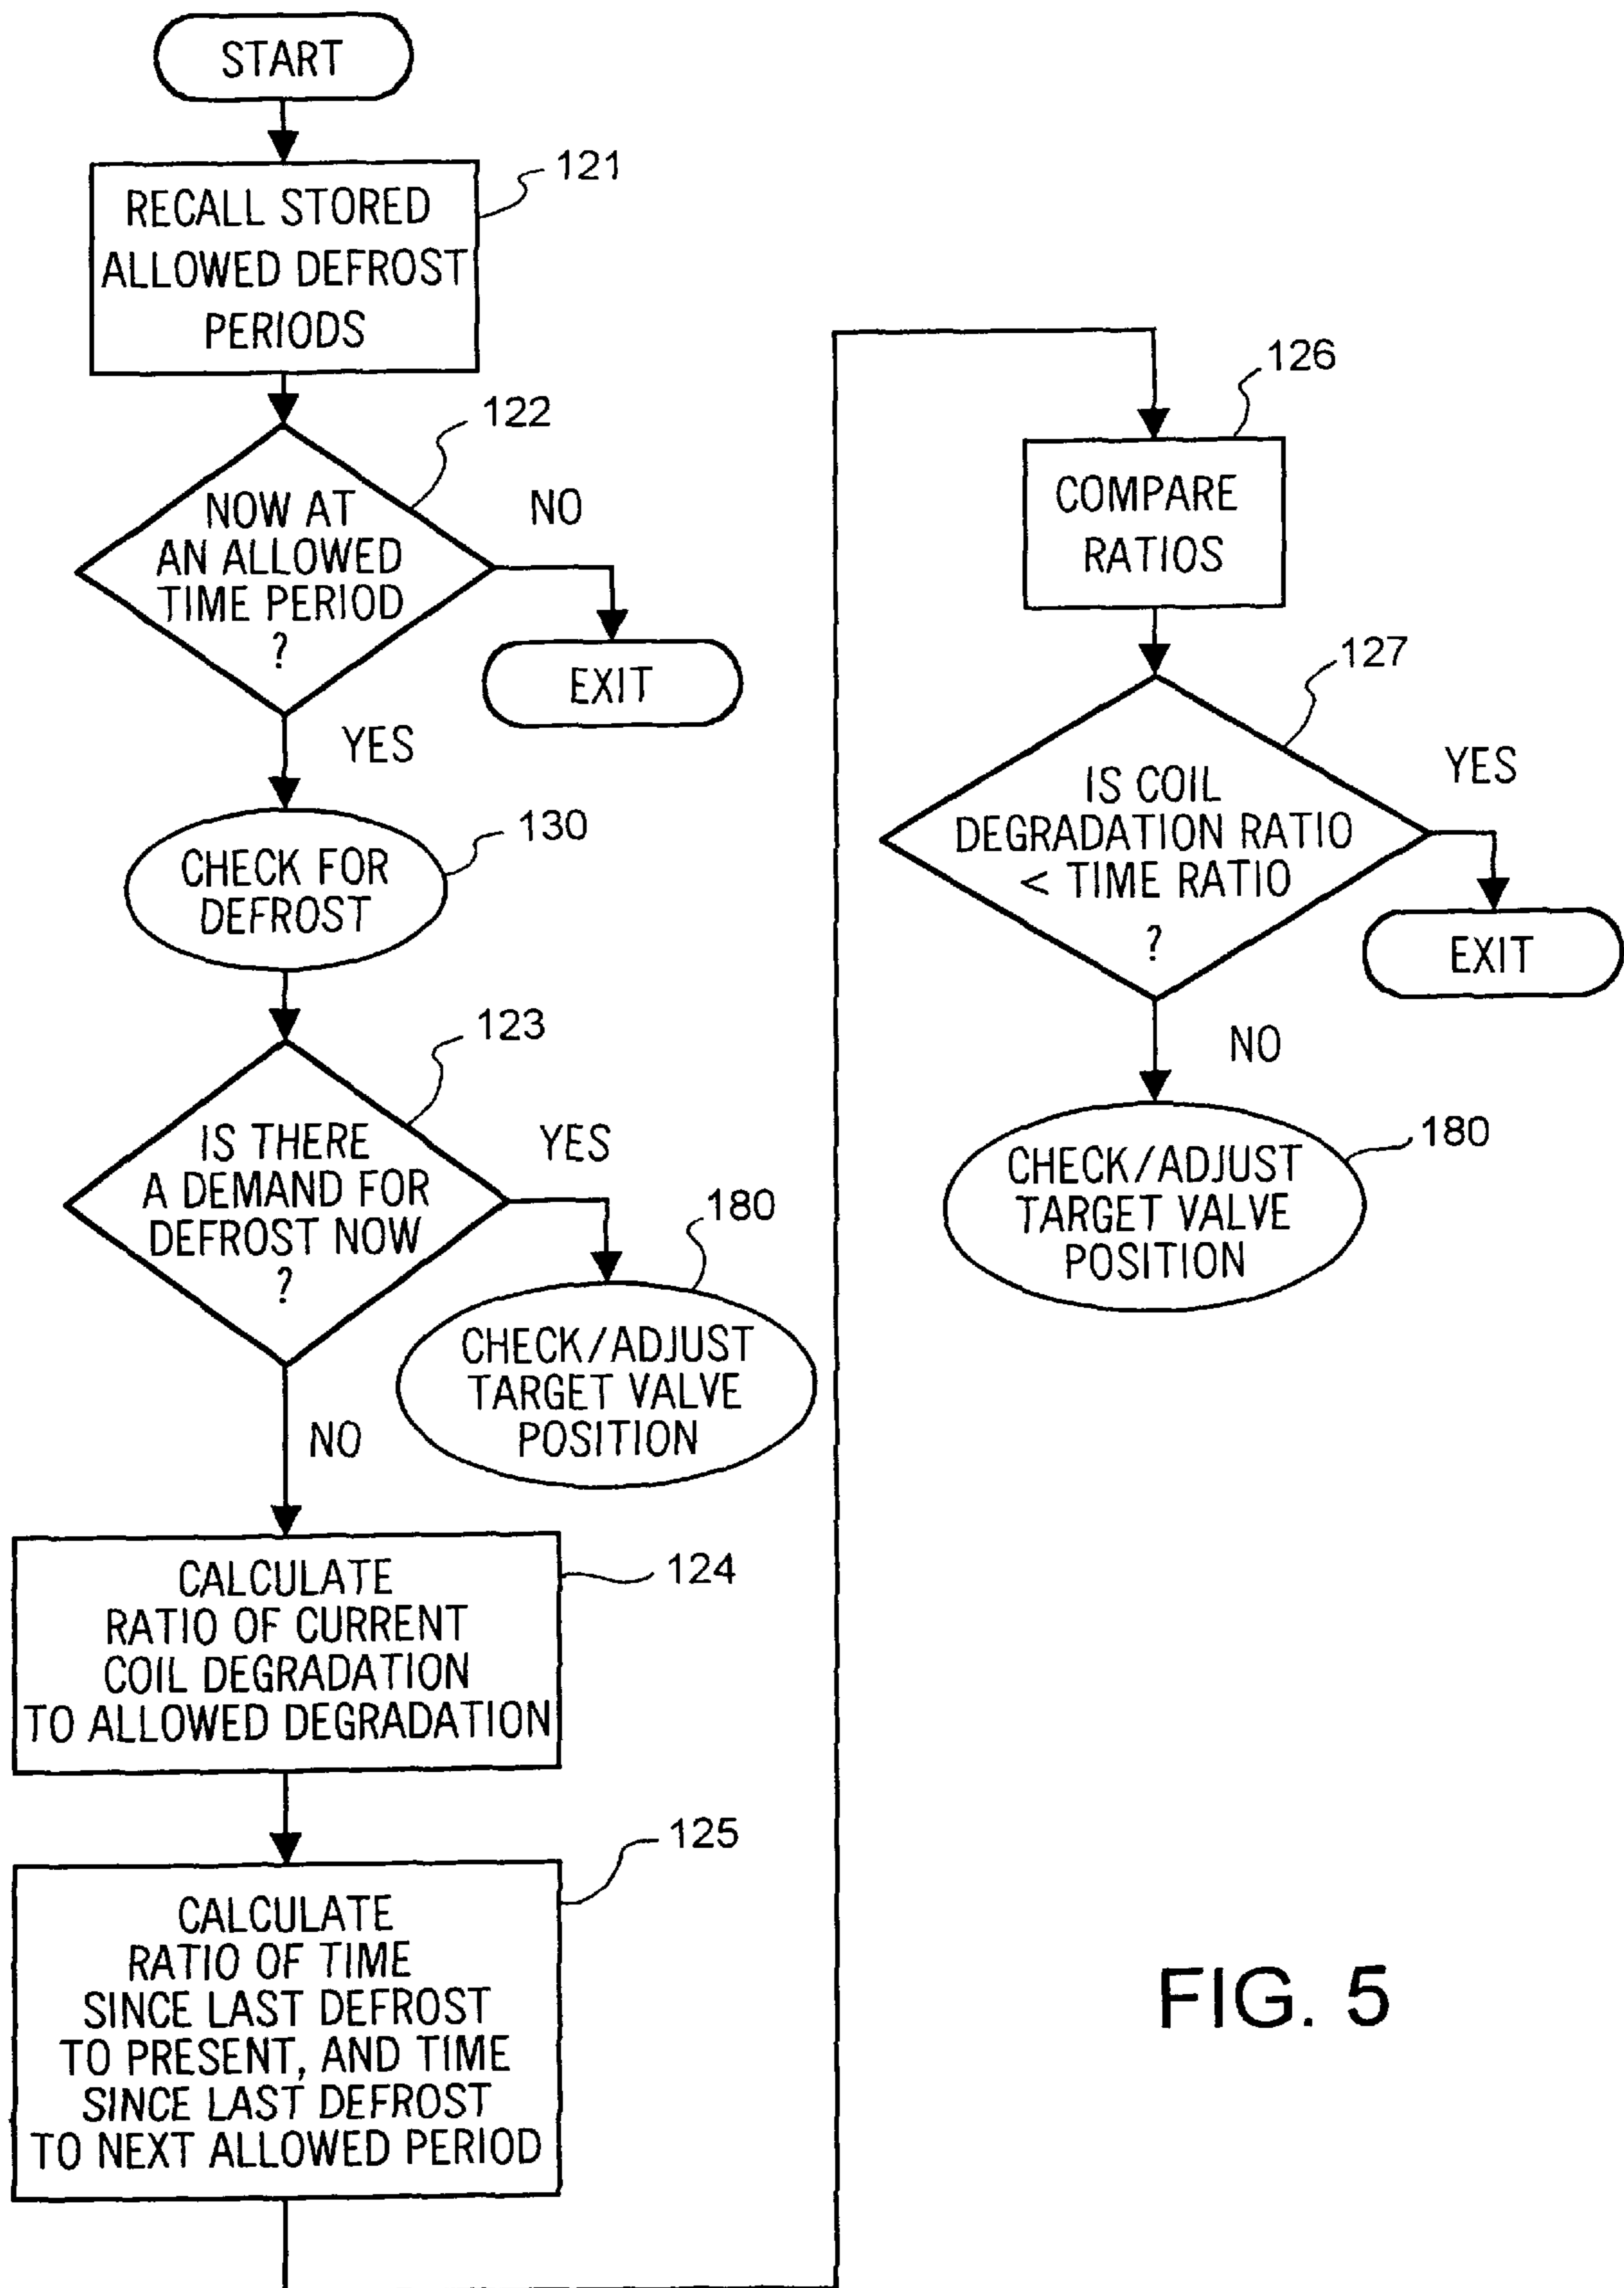 START
121
RECALL STORED
ALLOWED DEFROST
PERIODS
122
NOW AT
AN ALLOWED
TIME PERIOD
?
NO
EXIT
YES
130
CHECK FOR
DEFROST
123
IS THERE
A DEMAND FOR
DEFROST NOW
?
YES
180
CHECK/ADJUST
TARGET VALVE
POSITION
NO
124
CALCULATE
RATIO OF CURRENT
COIL DEGRADATION
TO ALLOWED DEGRADATION
125
CALCULATE
RATIO OF TIME
SINCE LAST DEFROST
TO PRESENT, AND TIME
SINCE LAST DEFROST
TO NEXT ALLOWED PERIOD
126
COMPARE
RATIOS
127
IS COIL
DEGRADATION RATIO
< TIME RATIO
?
YES
EXIT
NO
180
CHECK/ADJUST
TARGET VALVE
POSITION
FIG. 5